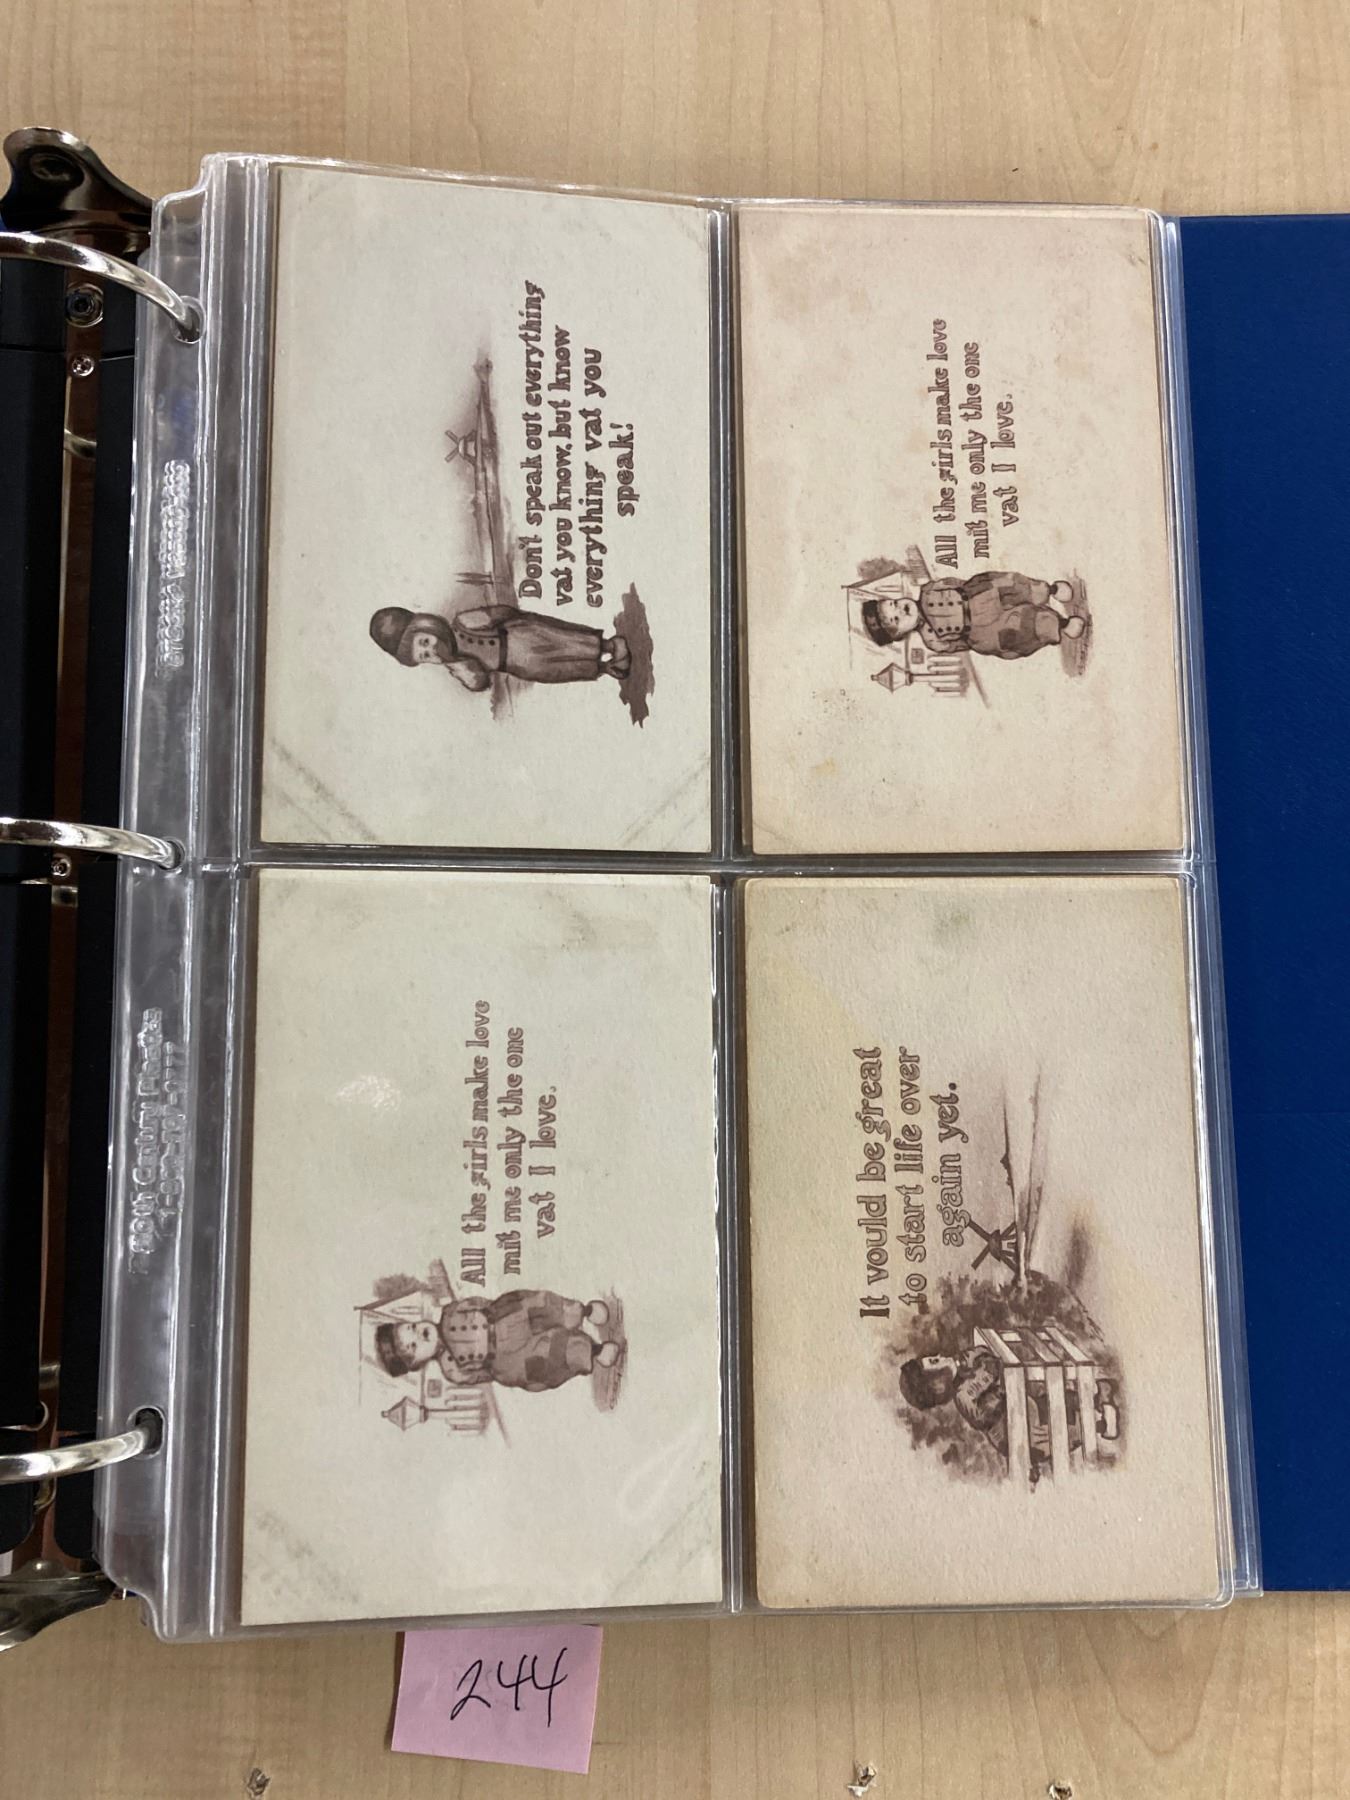 Don't speak out everything
vat you know, but know
everything vat you
speak!
All the girls make love
mit me only the one
vat I love.
All the girls make love
mit me only the one
vat I love.
It vould be great
to start life over
again yet.
244